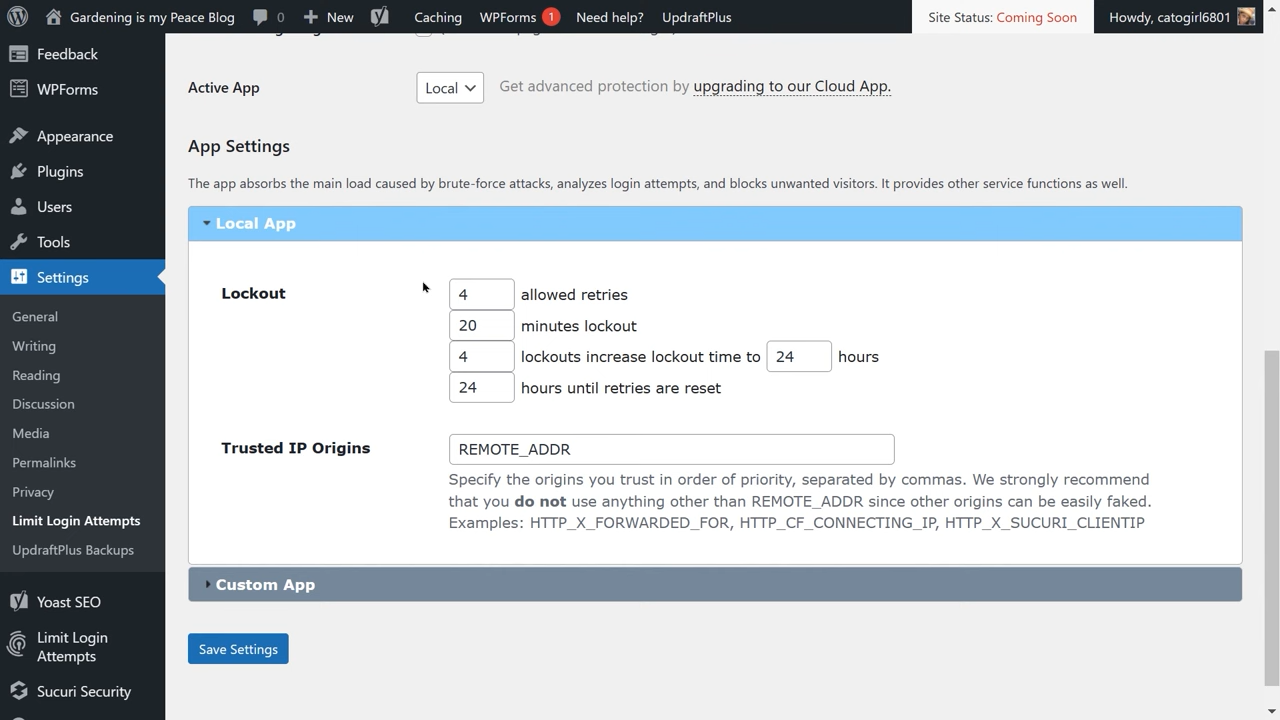 Gardening is my Peace Blog 0 New Caching WPForms 1 Need help? UpdraftPlus Site Status: Coming Soon Howdy, catogirl6801
Feedback
WPForms
Appearance
Plugins
Users
Tools
Settings
General
Writing
Reading
Discussion
Media
Permalinks
Privacy
Limit Login Attempts
UpdraftPlus Backups
Yoast SEO
Limit Login
Attempts
Sucuri Security
Active App Local Get advanced protection by upgrading to our Cloud App.
App Settings
The app absorbs the main load caused by brute-force attacks, analyzes login attempts, and blocks unwanted visitors. It provides other service functions as well.
Local App
Lockout 4 allowed retries
20 minutes lockout
4 lockouts increase lockout time to 24 hours
24 hours until retries are reset
Trusted IP Origins REMOTE_ADDR
Specify the origins you trust in order of priority, separated by commas. We strongly recommend
that you do not use anything other than REMOTE_ADDR since other origins can be easily faked.
Examples: HTTP_X_FORWARDED_FOR, HTTP_CF_CONNECTING_IP, HTTP_X_SUCURI_CLIENTIP
Custom App
Save Settings